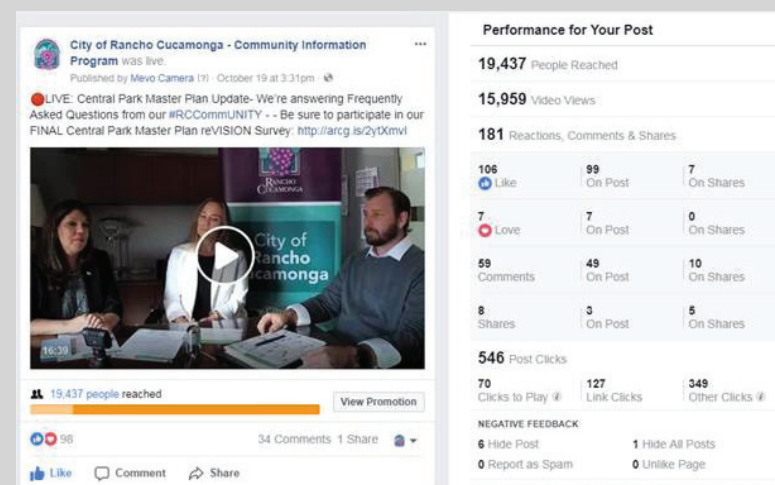 City of Rancho Cucamonga - Community Information
Program was live.
Published by Mevo Camera [?] · October 19 at 3:31pm ·
LIVE: Central Park Master Plan Update- We're answering Frequently
Asked Questions from our #RCCommUNITY - - Be sure to participate in our
FINAL Central Park Master Plan reVISION Survey: http://arcg.is/2ytXmvI
RANCHO
CUCAMONGA
City of
Rancho
Cucamonga
16:39
19,437 people reached
View Promotion
98
34 Comments 1 Share
Like Comment Share
Performance for Your Post
19,437 People Reached
15,959 Video Views
181 Reactions, Comments & Shares
106 99 7
Like On Post On Shares
7 7 0
Love On Post On Shares
59 49 10
Comments On Post On Shares
8 3 5
Shares On Post On Shares
546 Post Clicks
70 127 349
Clicks to Play Link Clicks Other Clicks
NEGATIVE FEEDBACK
6 Hide Post 1 Hide All Posts
0 Report as Spam 0 Unlike Page